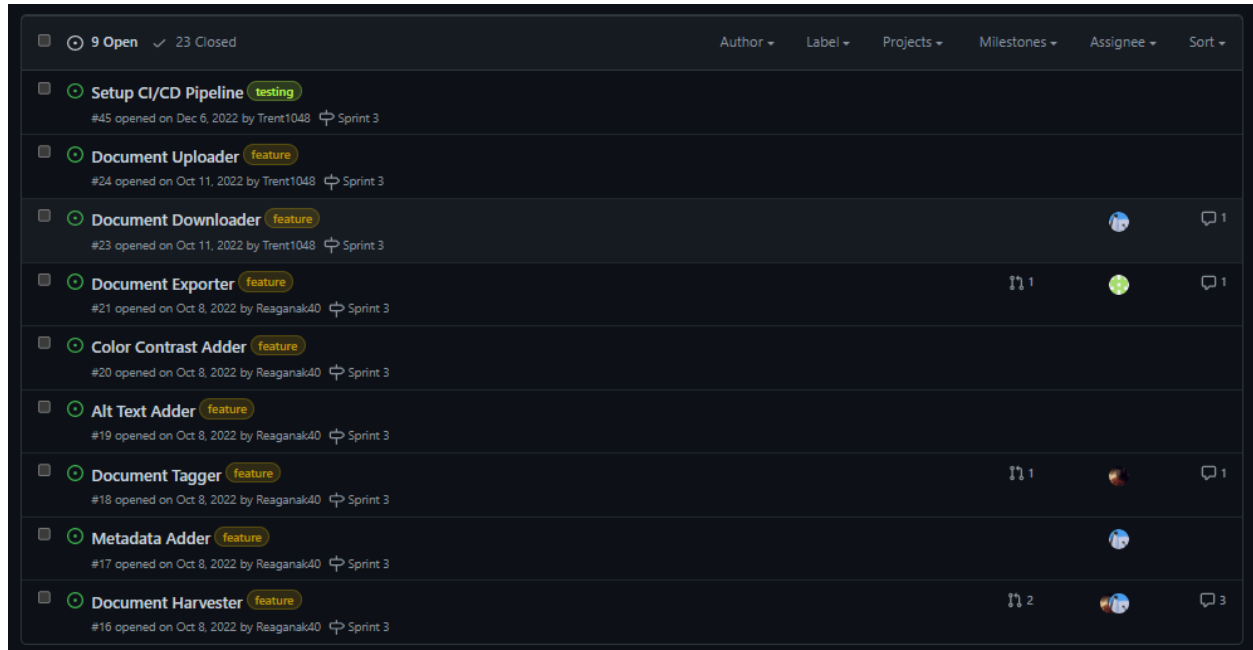 9 Open 23 Closed Author Label Projects Milestones Assignee Sort
Setup CI/CD Pipeline testing
#45 opened on Dec 6, 2022 by Trent1048 Sprint 3
Document Uploader feature
#24 opened on Oct 11, 2022 by Trent1048 Sprint 3
Document Downloader feature 1
#23 opened on Oct 11, 2022 by Trent1048 Sprint 3
Document Exporter feature 1 1
#21 opened on Oct 8, 2022 by Reaganak40 Sprint 3
Color Contrast Adder feature
#20 opened on Oct 8, 2022 by Reaganak40 Sprint 3
Alt Text Adder feature
#19 opened on Oct 8, 2022 by Reaganak40 Sprint 3
Document Tagger feature 1 1
#18 opened on Oct 8, 2022 by Reaganak40 Sprint 3
Metadata Adder feature
#17 opened on Oct 8, 2022 by Reaganak40 Sprint 3
Document Harvester feature 2 3
#16 opened on Oct 8, 2022 by Reaganak40 Sprint 3